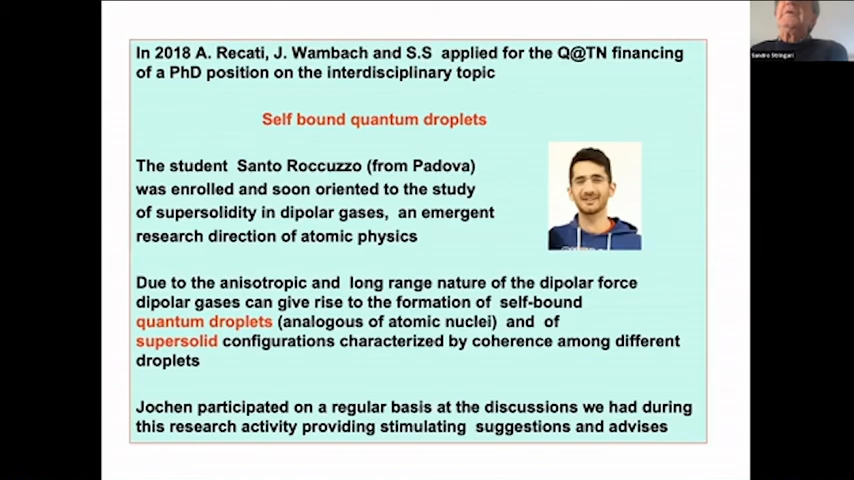 In 2018 A. Recati, J. Wambach and S.S applied for the Q@TN financing
of a PhD position on the interdisciplinary topic
Self bound quantum droplets
The student Santo Roccuzzo (from Padova)
was enrolled and soon oriented to the study
of supersolidity in dipolar gases, an emergent
research direction of atomic physics
Due to the anisotropic and long range nature of the dipolar force
dipolar gases can give rise to the formation of self-bound
quantum droplets (analogous of atomic nuclei) and of
supersolid configurations characterized by coherence among different
droplets
Jochen participated on a regular basis at the discussions we had during
this research activity providing stimulating suggestions and advises
Sandro Stringari